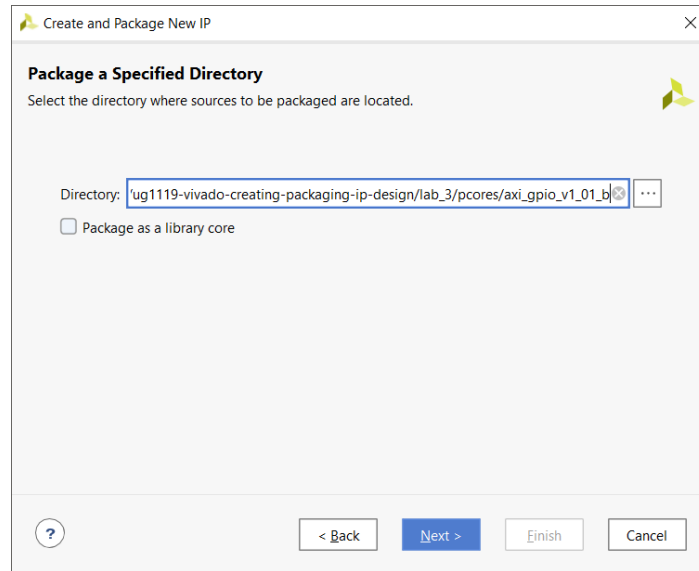 Create and Package New IP
Package a Specified Directory
Select the directory where sources to be packaged are located.
Directory: 'ug1119-vivado-creating-packaging-ip-design/lab_3/pcores/axi_gpio_v1_01_b ...
Package as a library core
? < Back Next > Finish Cancel